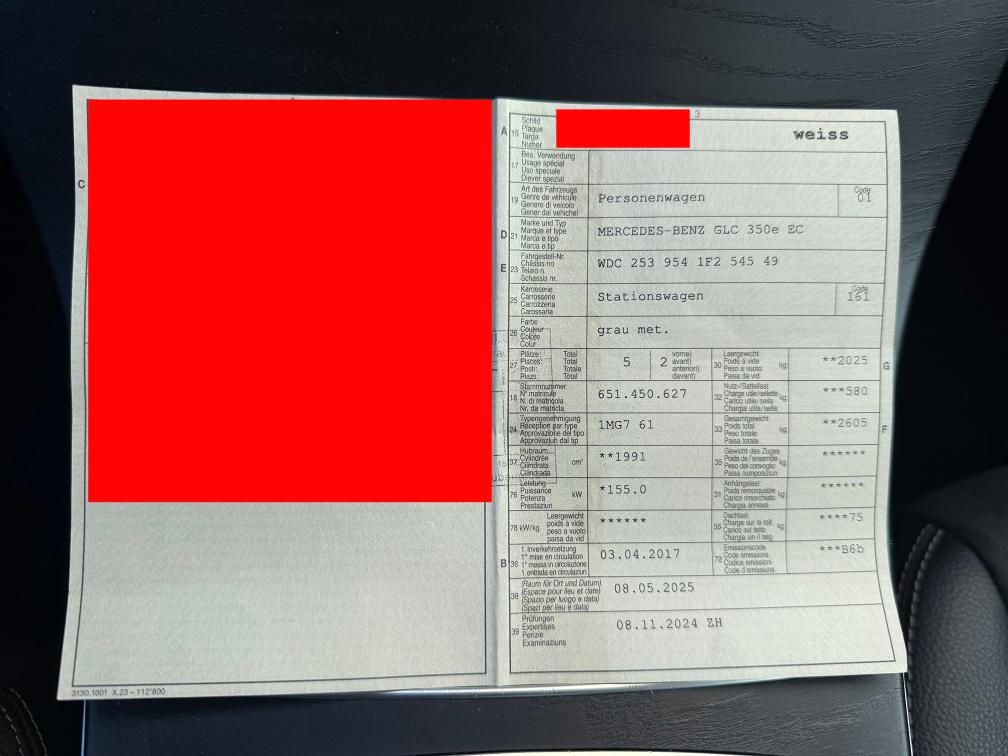 3
A
15
Schild
Plaque
Targa
Numer
weiss
17
Bes. Verwendung
Usage spécial
Uso speciale
Diever spezial
C
19
Art des Fahrzeugs
Genre de véhicule
Genere di veicolo
Gener dal vehichel
Personenwagen
Code
01
D
21
Marke und Typ
Marque et type
Marca e tipo
Marca e tip
MERCEDES-BENZ GLC 350e EC
E
23
Fahrgestell-Nr.
Châssis no
Telaio n.
Schassis nr.
WDC 253 954 1F2 545 49
25
Karosserie
Carrosserie
Carrozzeria
Carossaria
Stationswagen
Code
161
26
Farbe
Couleur
Colore
Colur
grau met.
27
Plätze: Total
Places: Total
Posti: Totale
Plazs: Total
5
2
vorne)
avant)
anteriori)
davant)
30
Leergewicht
Poids à vide
Peso a vuoto
Paisa da vid
kg
**2025
G
18
Stammnummer
N° matricule
N. di matricola
Nr. da matricla
651.450.627
32
Nutz-/Sattellast
Charge utile/sellette
Carico utile/sella
Chargia utila/sella
kg
***580
24
Typengenehmigung
Réception par type
Approvazione del tipo
Approvaziun dal tip
1MG7 61
33
Gesamtgewicht
Poids total
Peso totale
Paisa totala
kg
**2605
F
37
Hubraum
Cylindrée
Cilindrata
Cilindrada
cm³
**1991
35
Gewicht des Zuges
Poids de l'ensemble
Peso del convoglio
Paisa cumposiziun
kg
******
76
Leistung
Puissance
Potenza
Prestaziun
kW
*155.0
31
Anhängelast
Poids remorquable
Carico rimorchiato
Chargia annexa
kg
******
78 kW/kg
Leergewicht
poids à vide
peso a vuoto
paisa da vid
******
55
Dachlast
Charge sur le toit
Carico sul tetto
Chargia sin il tetg
kg
****75
B
36
1. Inverkehrsetzung
1re mise en circulation
1a messa in circolazione
1. entrada en circulaziun
03.04.2017
72
Emissionscode
Code émissions
Codice emissioni
Code d'emissiuns
***B6b
38
(Raum für Ort und Datum)
(Espace pour lieu et date)
(Spazio per luogo e data)
(Spazi per lieu e data)
08.05.2025
39
Prüfungen
Expertises
Perizie
Examinaziuns
08.11.2024 ZH
3130.1001 X.23 – 112'800